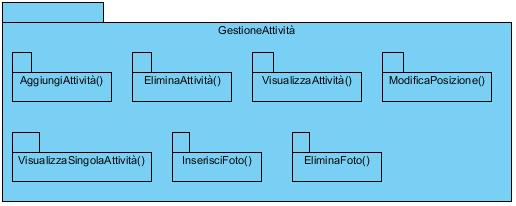 GestioneAttività
AggiungiAttività()
EliminaAttività()
VisualizzaAttività()
ModificaPosizione()
VisualizzaSingolaAttività()
InserisciFoto()
EliminaFoto()